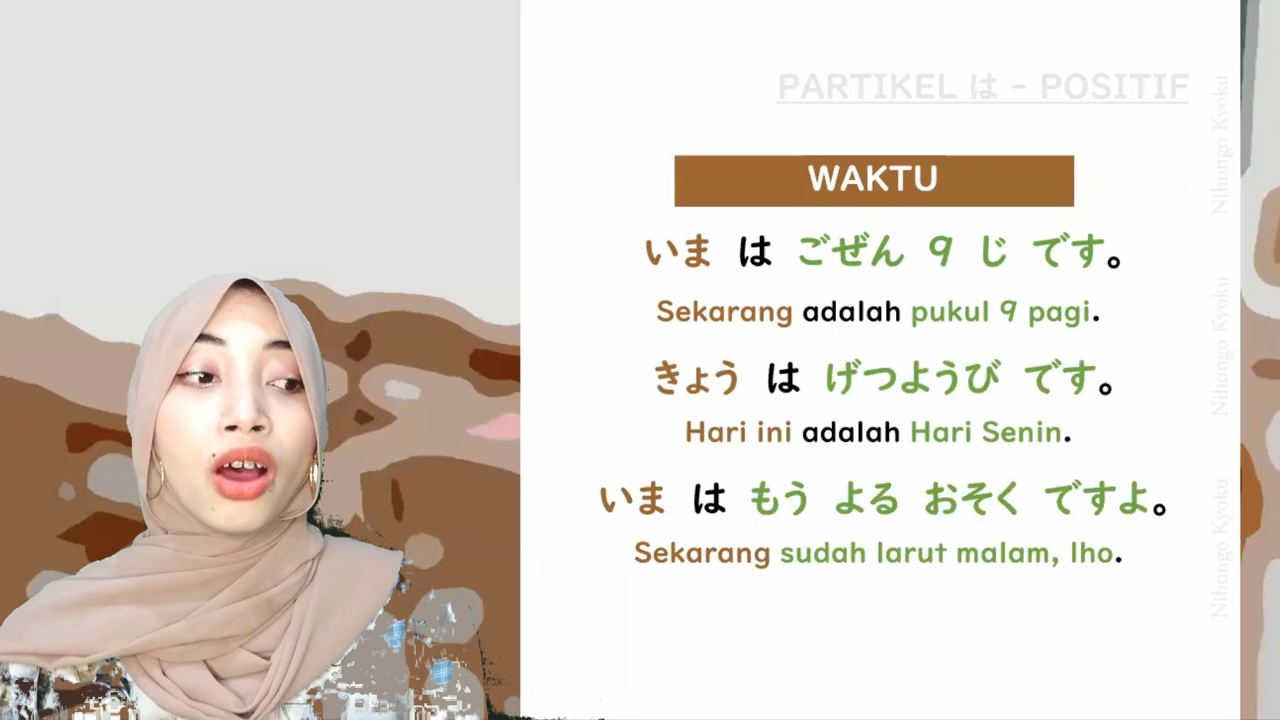 PARTIKEL は - POSITIF
WAKTU
いま は ごぜん 9 じ です。
Sekarang adalah pukul 9 pagi.
きょう は げつようび です。
Hari ini adalah Hari Senin.
いま は もう よる おそく ですよ。
Sekarang sudah larut malam, lho.
Nihongo Kyoku
Nihongo Kyoku
Nihongo Kyoku